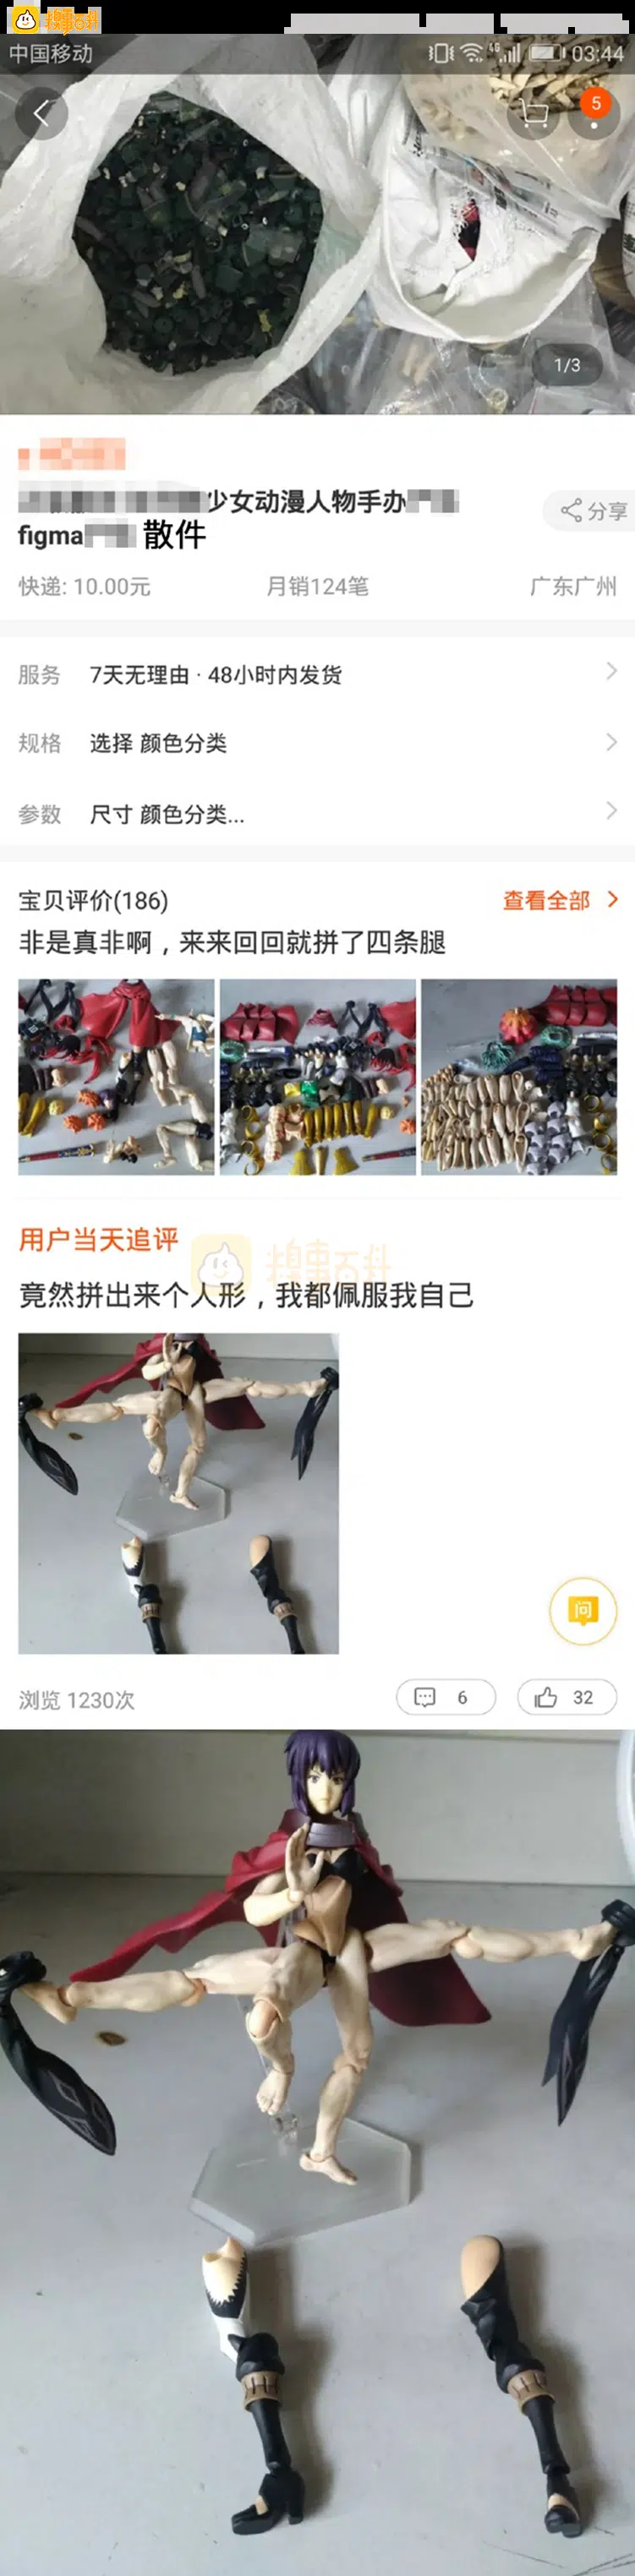 糗事百科
中国移动
4G
03:44
5
1/3
少女动漫人物手办
figma 散件
分享
快递: 10.00元
月销124笔
广东广州
服务
7天无理由 · 48小时内发货
规格
选择 颜色分类
参数
尺寸 颜色分类...
宝贝评价(186)
查看全部
非是真非啊，来来回回就拼了四条腿
用户当天追评
糗事百科
竟然拼出来个人形，我都佩服我自己
问
浏览 1230次
6
32